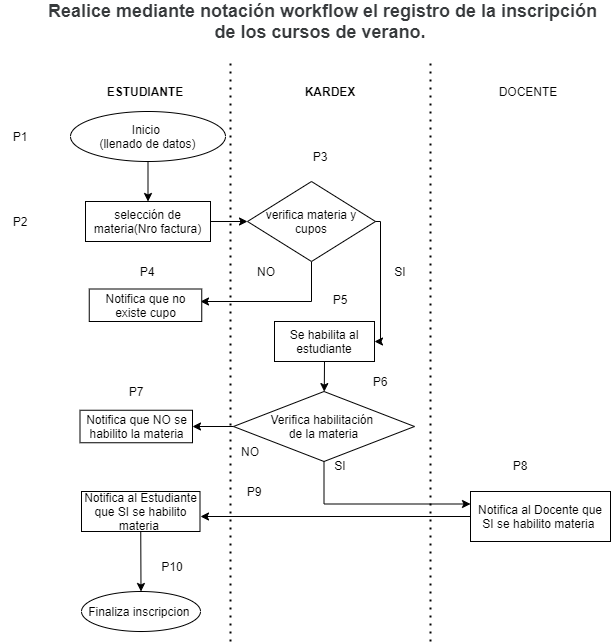 Realice mediante notación workflow el registro de la inscripción
de los cursos de verano.
ESTUDIANTE
KARDEX
DOCENTE
P1
Inicio
(llenado de datos)
P3
P2
selección de
materia(Nro factura)
verifica materia y
cupos
P4
NO
SI
Notifica que no
existe cupo
P5
Se habilita al
estudiante
P6
P7
Notifica que NO se
habilito la materia
Verifica habilitación
de la materia
NO
SI
P8
P9
Notifica al Estudiante
que SI se habilito
materia
Notifica al Docente que
SI se habilito materia
P10
Finaliza inscripcion